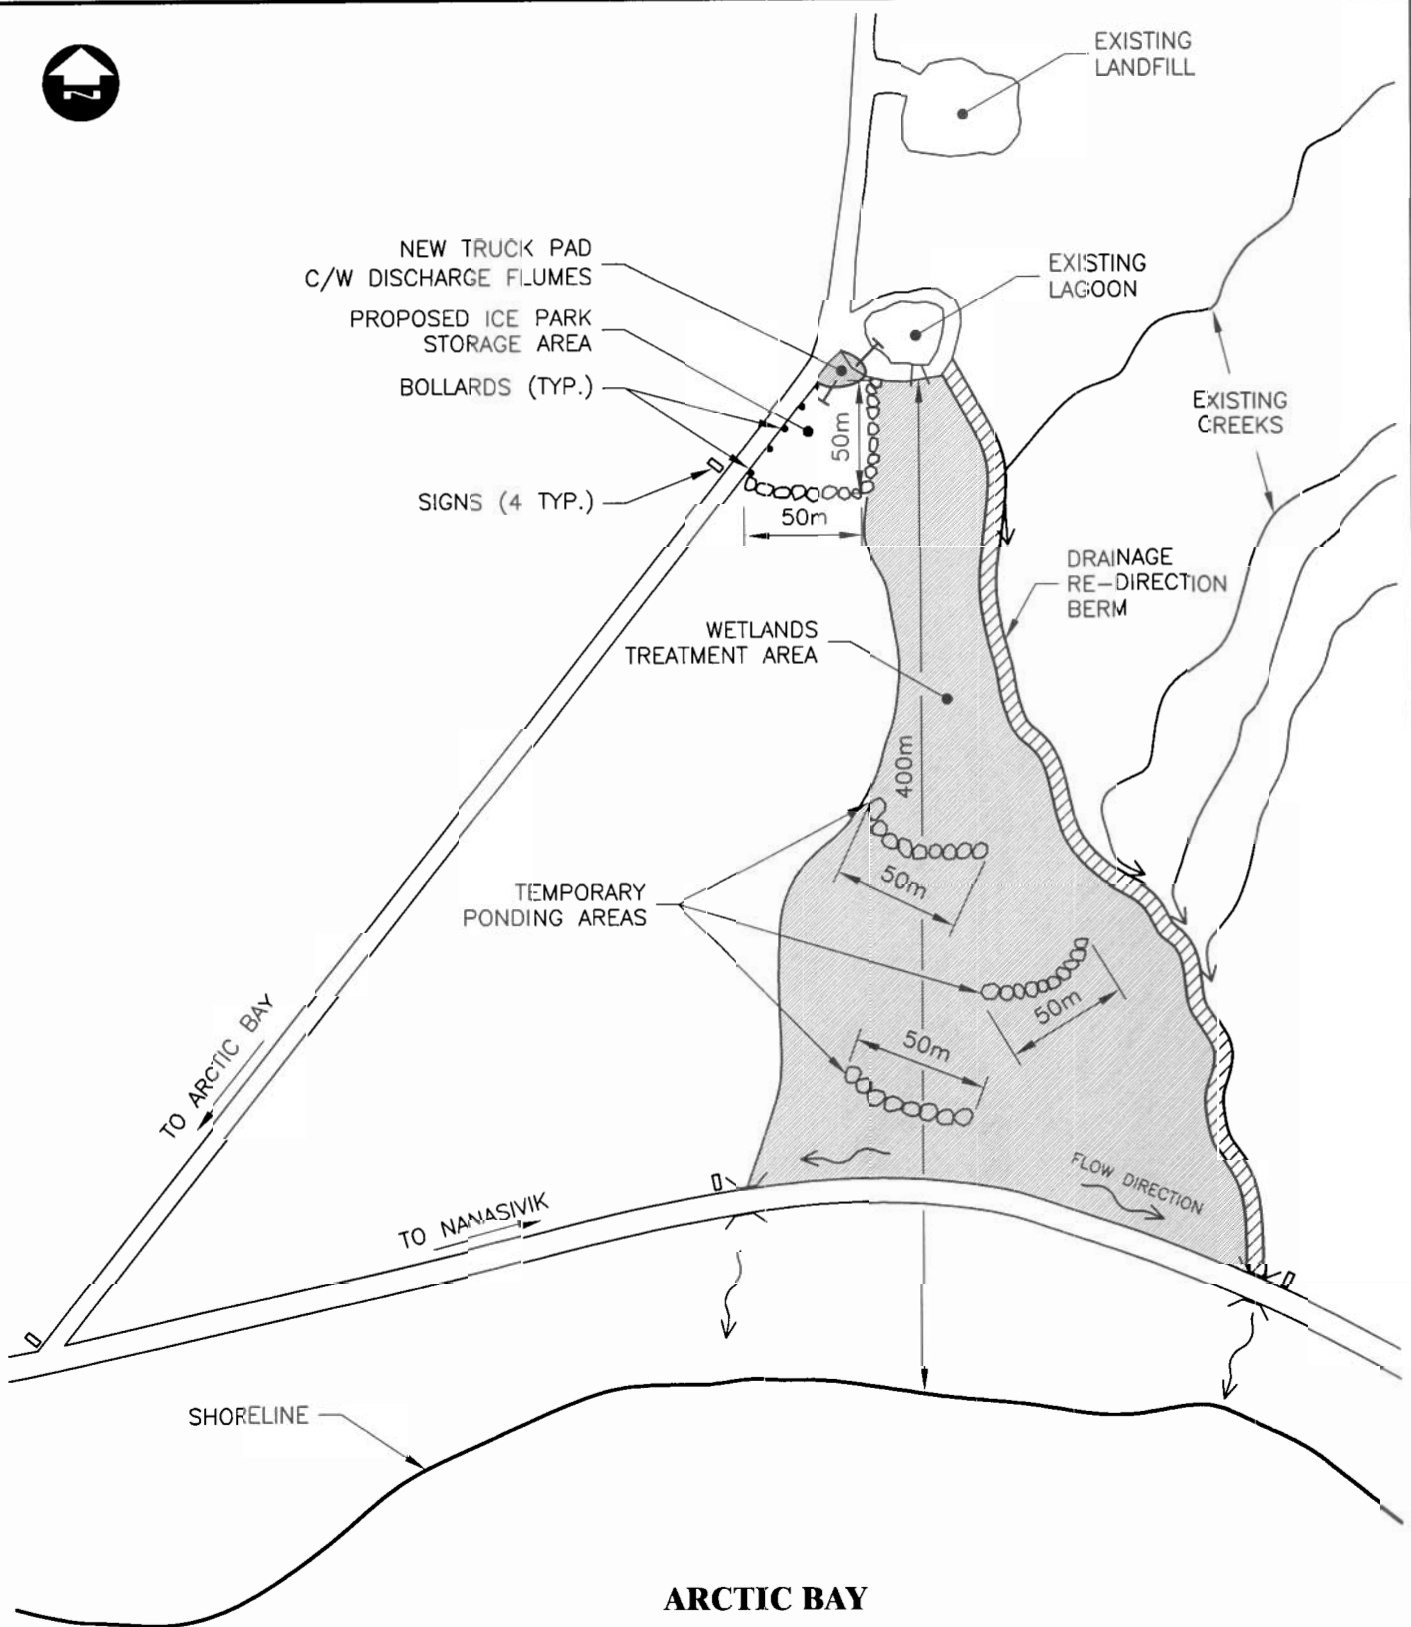 N
EXISTING
LANDFILL
NEW TRUCK PAD
C/W DISCHARGE FLUMES
EXISTING
LAGOON
PROPOSED ICE PARK
STORAGE AREA
BOLLARDS (TYP.)
EXISTING
CREEKS
50m
SIGNS (4 TYP.)
50m
DRAINAGE
RE-DIRECTION
BERM
WETLANDS
TREATMENT AREA
400m
50m
TEMPORARY
PONDING AREAS
50m
50m
TO ARCTIC BAY
FLOW DIRECTION
TO NANASIVIK
SHORELINE
ARCTIC BAY